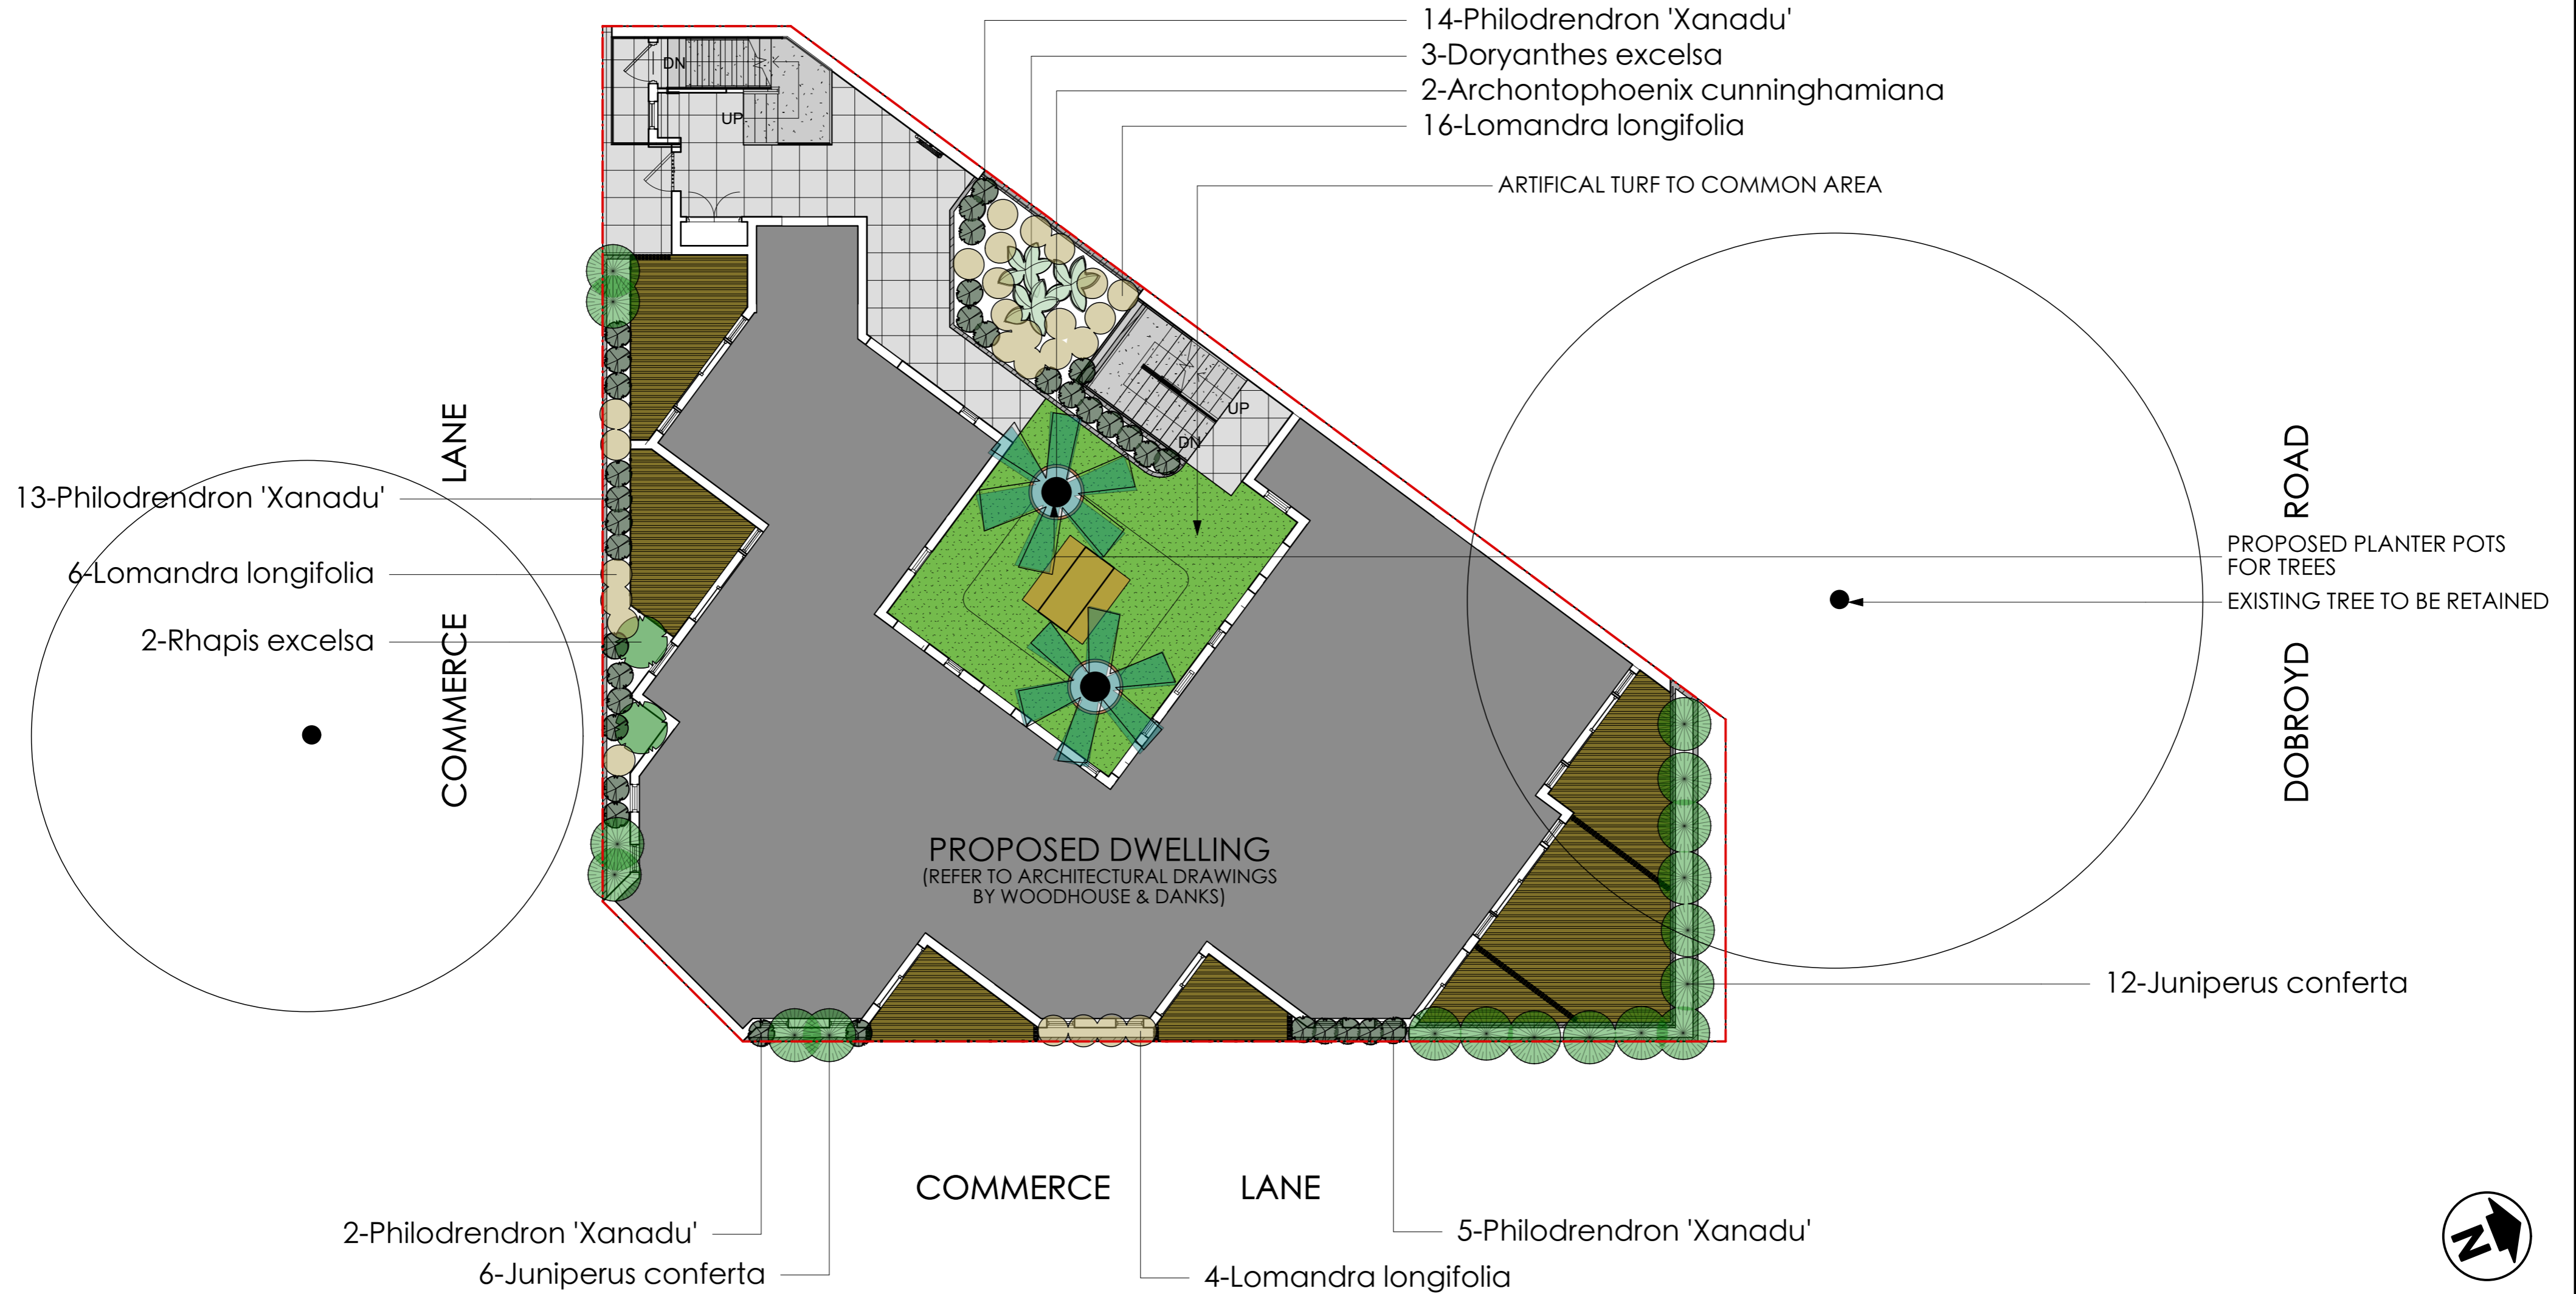 14-Philodrendron 'Xanadu'
3-Doryanthes excelsa
2-Archontophoenix cunninghamiana
16-Lomandra longifolia
ARTIFICAL TURF TO COMMON AREA
DN
UP
UP
DN
COMMERCE LANE
13-Philodrendron 'Xanadu'
6-Lomandra longifolia
2-Rhapis excelsa
DOBROYD ROAD
PROPOSED PLANTER POTS
FOR TREES
EXISTING TREE TO BE RETAINED
PROPOSED DWELLING
(REFER TO ARCHITECTURAL DRAWINGS
BY WOODHOUSE & DANKS)
12-Juniperus conferta
COMMERCE LANE
2-Philodrendron 'Xanadu'
6-Juniperus conferta
5-Philodrendron 'Xanadu'
4-Lomandra longifolia
N